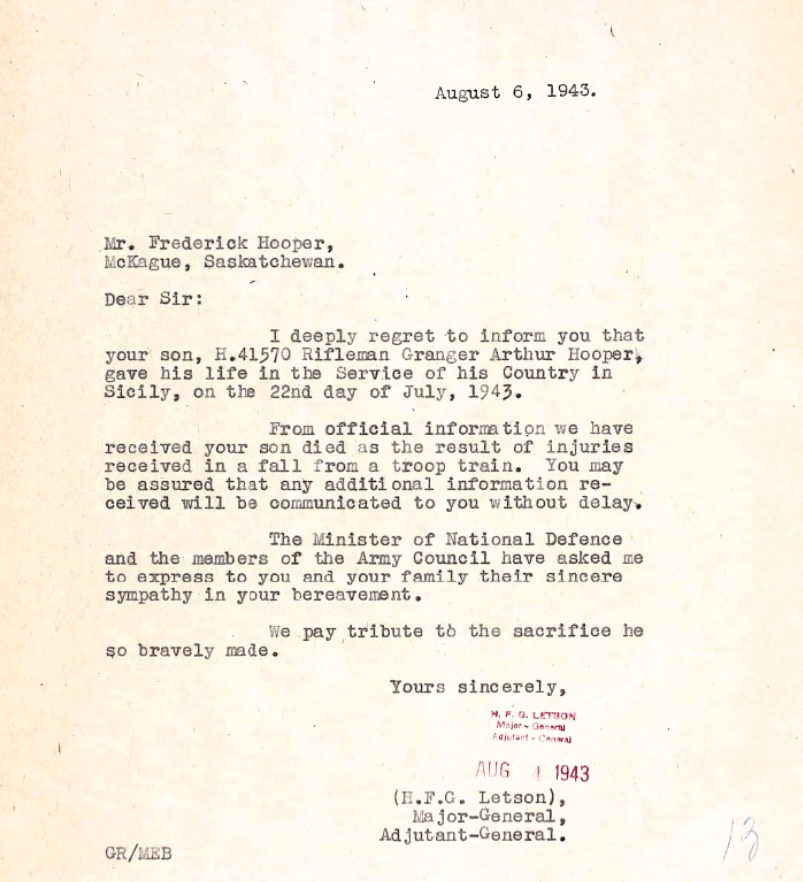 August 6, 1943.
Mr. Frederick Hooper,
McKague, Saskatchewan.
Dear Sir:
I deeply regret to inform you that
your son, H.41570 Rifleman Granger Arthur Hooper,
gave his life in the Service of his Country in
Sicily, on the 22nd day of July, 1943.
From official information we have
received your son died as the result of injuries
received in a fall from a troop train. You may
be assured that any additional information re-
ceived will be communicated to you without delay.
The Minister of National Defence
and the members of the Army Council have asked me
to express to you and your family their sincere
sympathy in your bereavement.
We pay tribute to the sacrifice he
so bravely made.
Yours sincerely,
H. F. G. LETSON
Major - General
Adjutant - General
AUG 1943
(H.F.G. Letson),
Major-General,
Adjutant-General.
GR/MEB
13